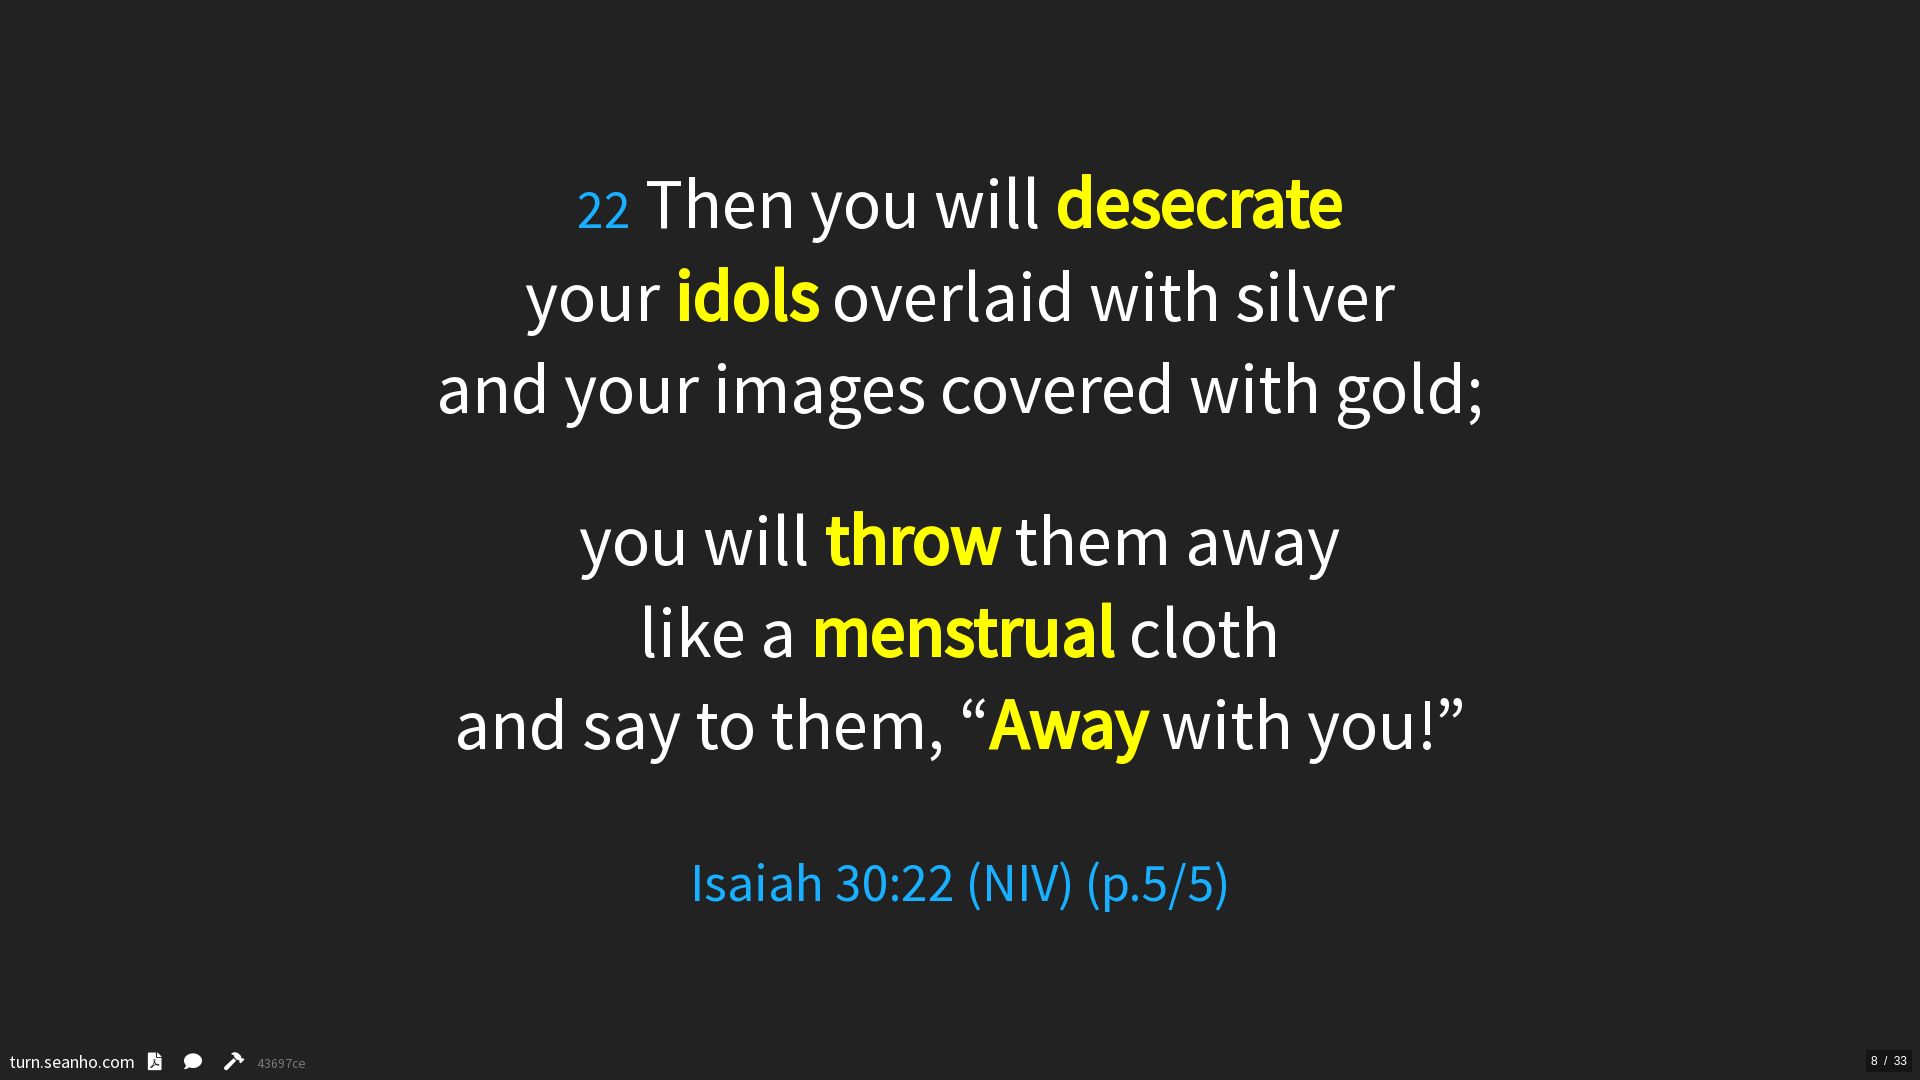 22 Then you will desecrate
your idols overlaid with silver
and your images covered with gold;
you will throw them away
like a menstrual cloth
and say to them, “Away with you!”
Isaiah 30:22 (NIV) (p.5/5)
turn.seanho.com 43697ce
8 / 33